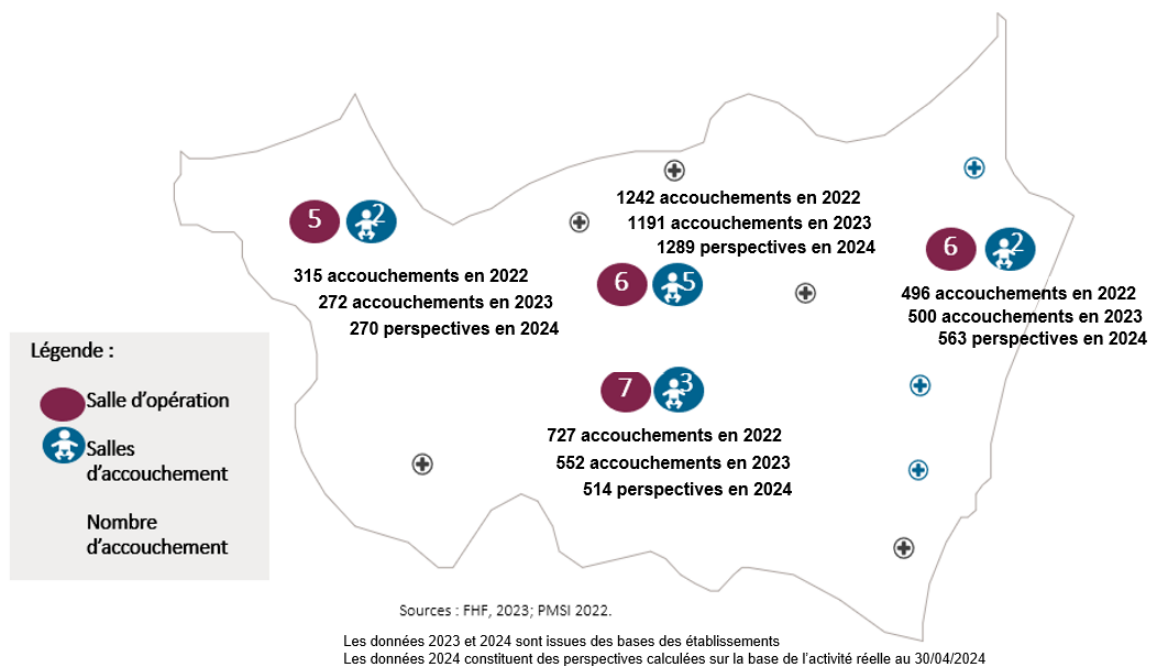 1242 accouchements en 2022
1191 accouchements en 2023
1289 perspectives en 2024
5 2
315 accouchements en 2022
272 accouchements en 2023
270 perspectives en 2024
6 5
6 2
496 accouchements en 2022
500 accouchements en 2023
563 perspectives en 2024
7 3
727 accouchements en 2022
552 accouchements en 2023
514 perspectives en 2024
Légende :
Salle d'opération
Salles
d'accouchement
Nombre
d'accouchement
Sources : FHF, 2023; PMSI 2022.
Les données 2023 et 2024 sont issues des bases des établissements
Les données 2024 constituent des perspectives calculées sur la base de l'activité réelle au 30/04/2024